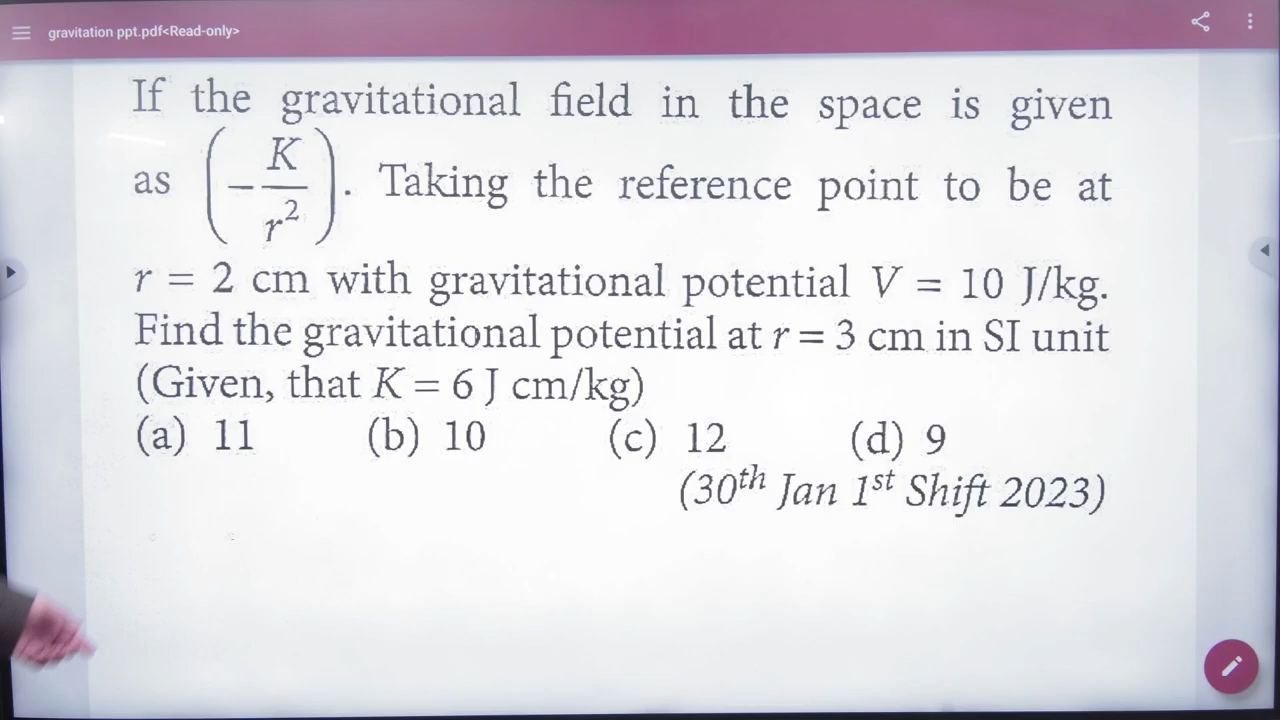 gravitation ppt.pdf<Read-only>
If the gravitational field in the space is given
as (-K/r²). Taking the reference point to be at
r = 2 cm with gravitational potential V = 10 J/kg.
Find the gravitational potential at r = 3 cm in SI unit
(Given, that K = 6 J cm/kg)
(a) 11 (b) 10 (c) 12 (d) 9
(30th Jan 1st Shift 2023)